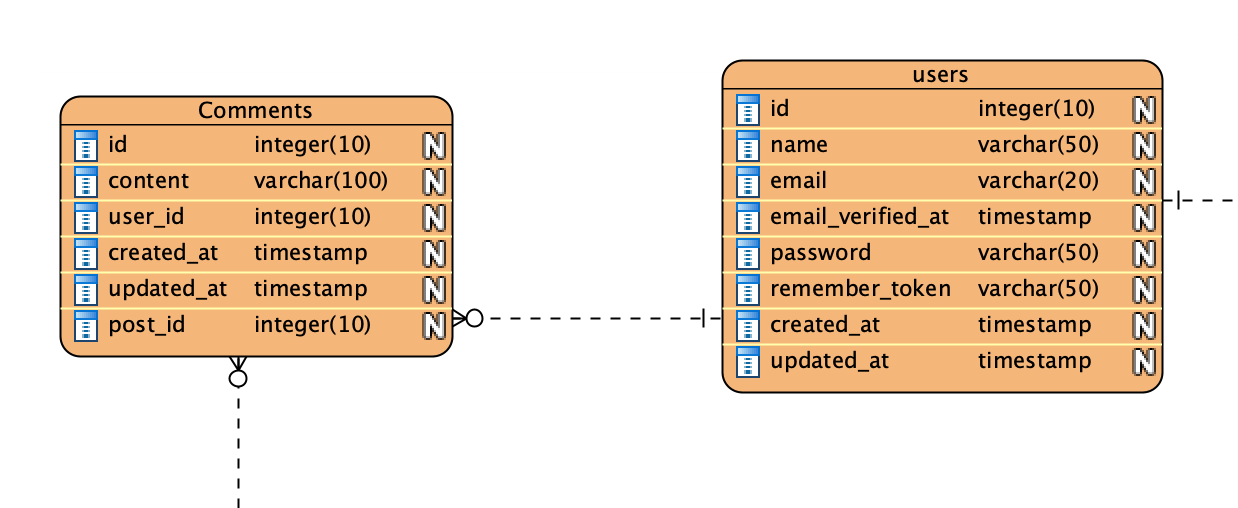 Comments
id integer(10) N
content varchar(100) N
user_id integer(10) N
created_at timestamp N
updated_at timestamp N
post_id integer(10) N
users
id integer(10) N
name varchar(50) N
email varchar(20) N
email_verified_at timestamp N
password varchar(50) N
remember_token varchar(50) N
created_at timestamp N
updated_at timestamp N